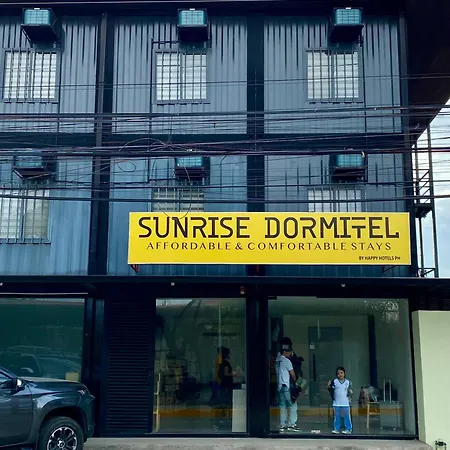 SUNRISE DORMITEL
AFFORDABLE & COMFORTABLE STAYS
BY HAPPY HOTELS PH